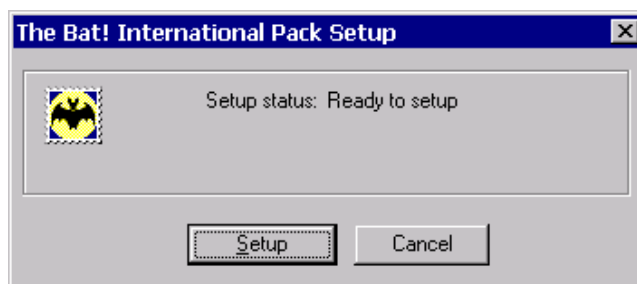 The Bat! International Pack Setup
Setup status: Ready to setup
Setup
Cancel